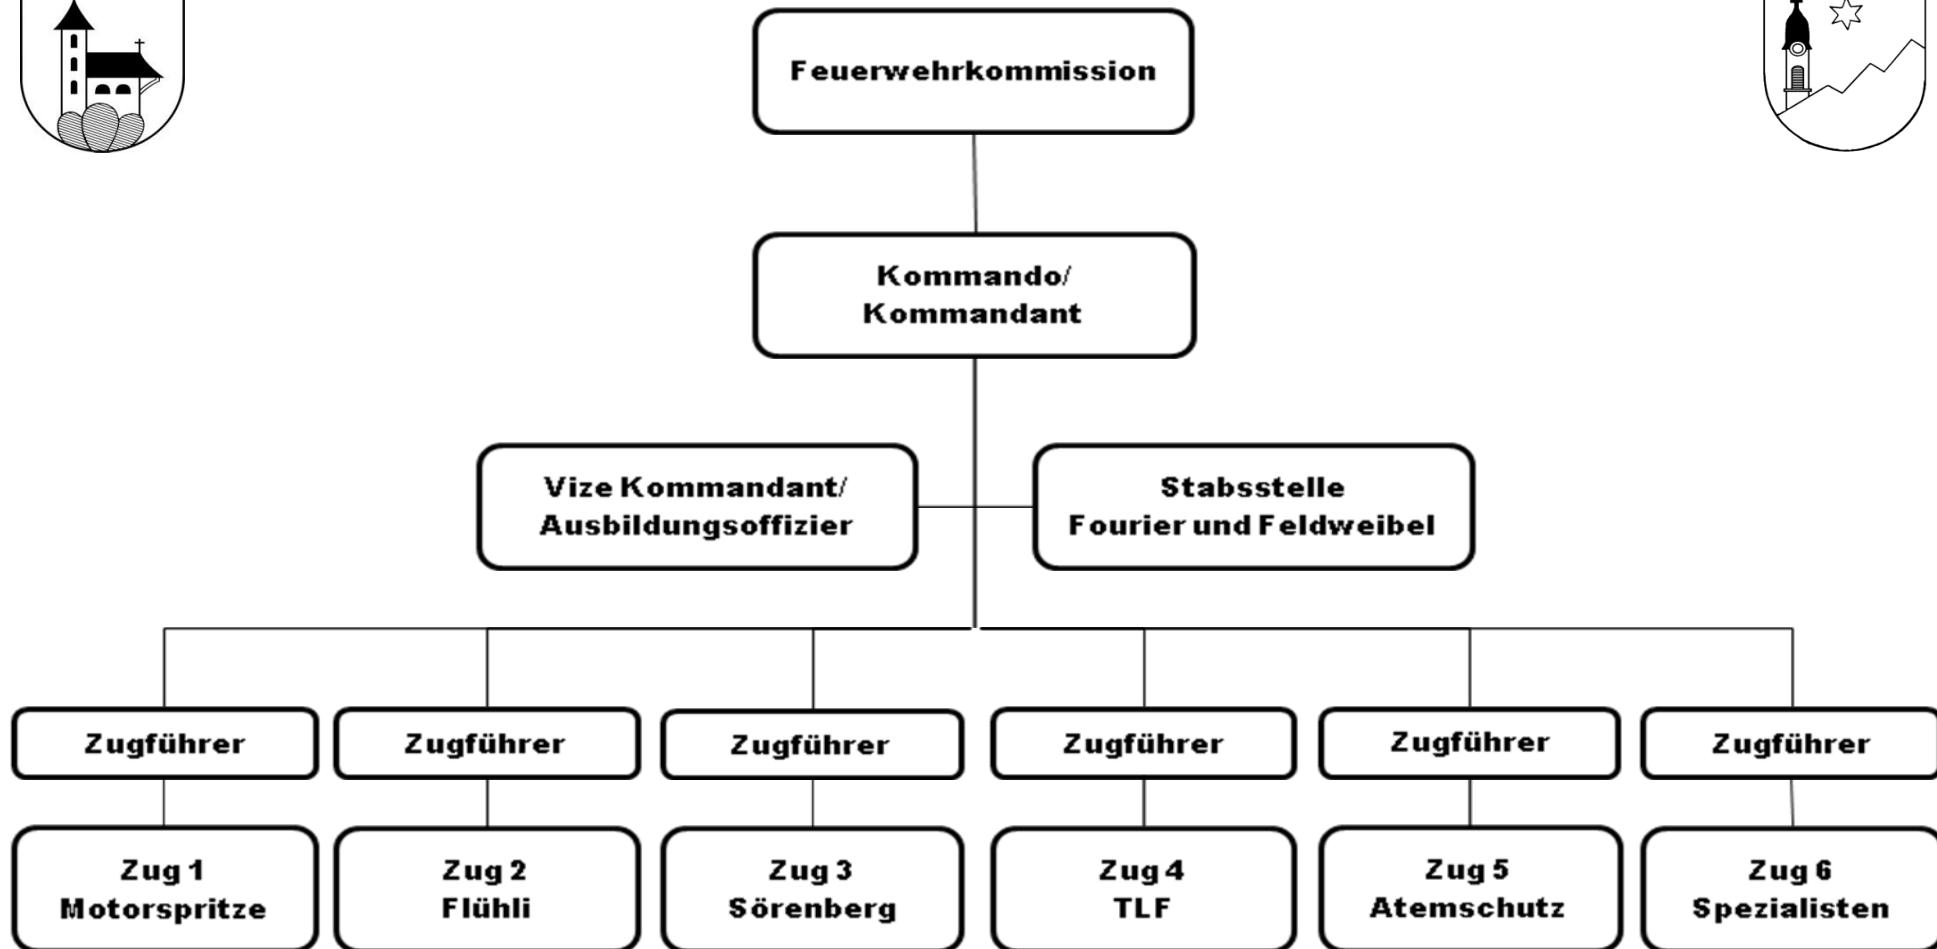 Feuerwehrkommission
Kommando/
Kommandant
Vize Kommandant/
Ausbildungsoffizier
Stabsstelle
Fourier und Feldweibel
Zugführer
Zugführer
Zugführer
Zugführer
Zugführer
Zugführer
Zug 1
Motorspritze
Zug 2
Flühli
Zug 3
Sörenberg
Zug 4
TLF
Zug 5
Atemschutz
Zug 6
Spezialisten